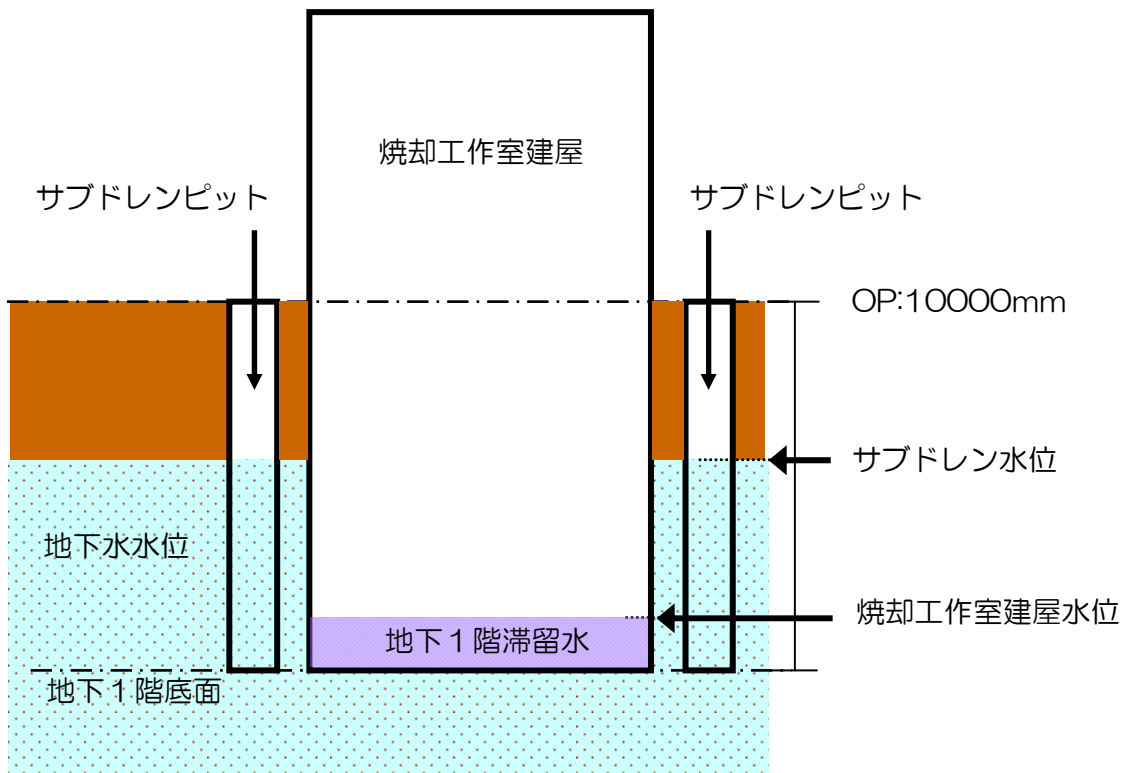 焼却工作室建屋
サブドレンピット
サブドレンピット
OP:10000mm
サブドレン水位
地下水水位
焼却工作室建屋水位
地下１階滞留水
地下１階底面